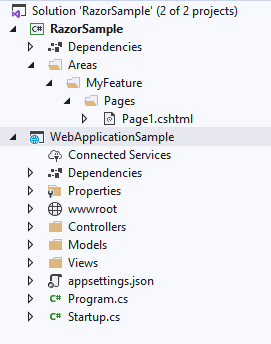 Solution 'RazorSample' (2 of 2 projects)
C# RazorSample
Dependencies
Areas
MyFeature
Pages
Page1.cshtml
WebApplicationSample
Connected Services
Dependencies
Properties
wwwroot
Controllers
Models
Views
appsettings.json
C# Program.cs
C# Startup.cs